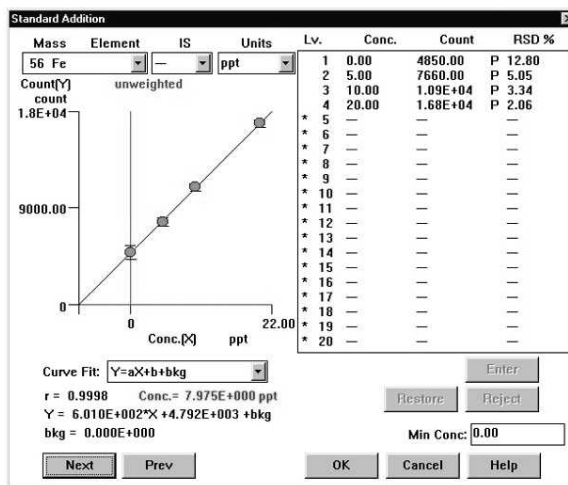 Standard Addition
Mass Element IS Units
56 Fe — ppt
Count(Y) unweighted
count
1.8E+04
9000.00
0
0 22.00
Conc.(X) ppt
Lv. Conc. Count RSD %
1 0.00 4850.00 P 12.80
2 5.00 7660.00 P 5.05
3 10.00 1.09E+04 P 3.34
4 20.00 1.68E+04 P 2.06
* 5 — — —
* 6 — — —
* 7 — — —
* 8 — — —
* 9 — — —
* 10 — — —
* 11 — — —
* 12 — — —
* 13 — — —
* 14 — — —
* 15 — — —
* 16 — — —
* 17 — — —
* 18 — — —
* 19 — — —
* 20 — — —
Curve Fit: Y=aX+b+bkg
r = 0.9998 Conc.= 7.975E+000 ppt
Y = 6.010E+002*X +4.792E+003 +bkg
bkg = 0.000E+000
Enter
Restore Reject
Min Conc: 0.00
Next Prev OK Cancel Help